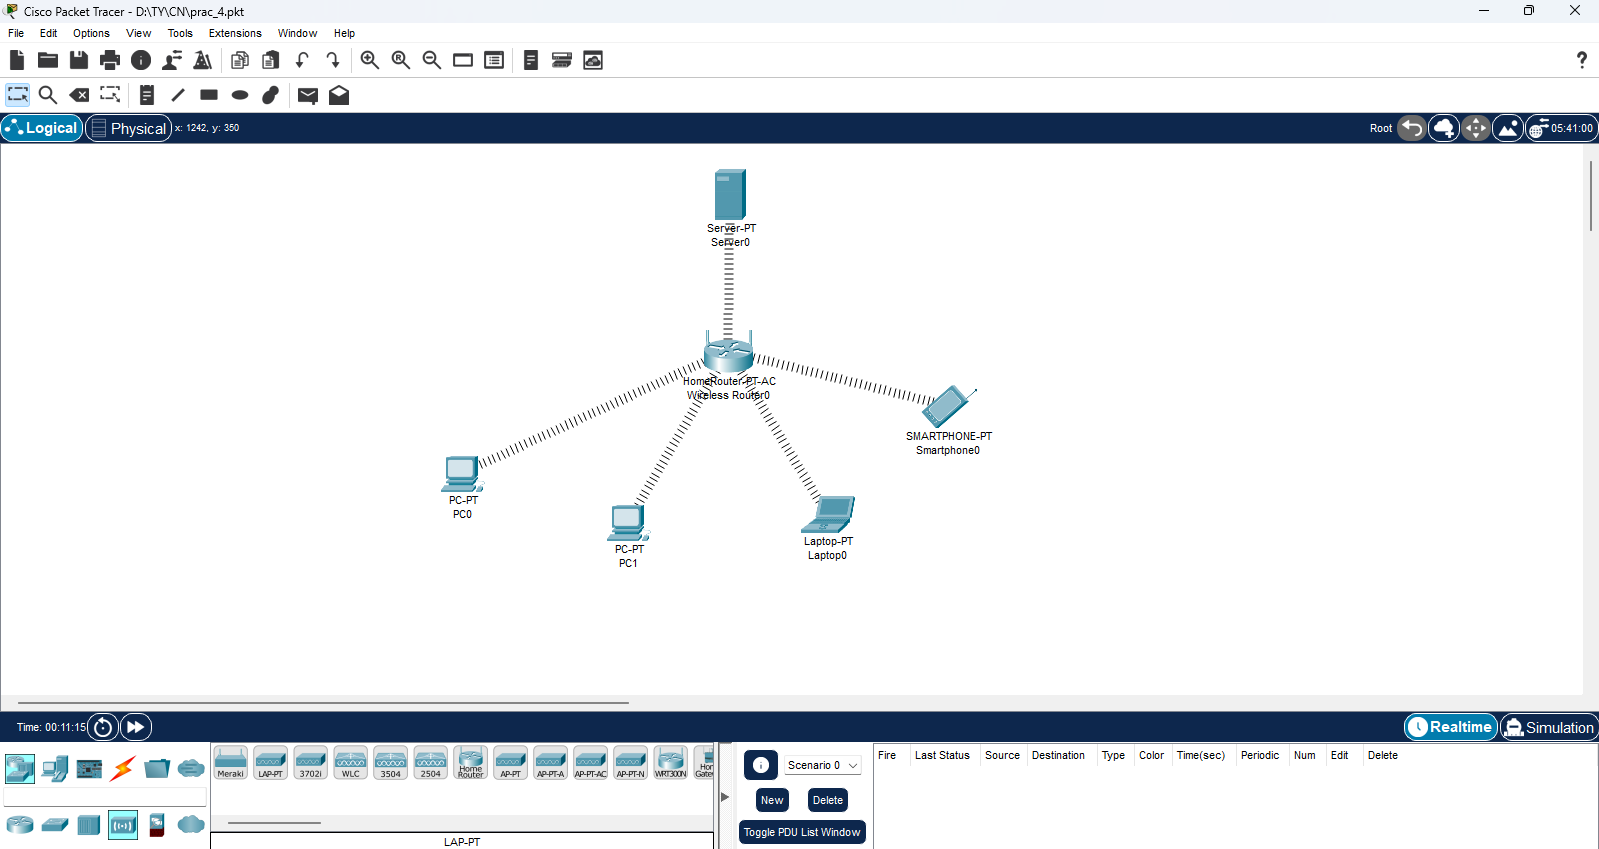 Cisco Packet Tracer - D:\TY\CN\prac_4.pkt
File Edit Options View Tools Extensions Window Help
?
Logical Physical x: 1242, y: 350 Root 05:41:00
Server-PT
Server0
HomeRouter-PT-AC
Wireless Router0
SMARTPHONE-PT
Smartphone0
PC-PT
PC0
PC-PT
PC1
Laptop-PT
Laptop0
Time: 00:11:15 Realtime Simulation
Meraki LAP-PT 3702i WLC 3504 2504 Home Router AP-PT AP-PT-A AP-PT-AC AP-PT-N WRT300N Hom Gate
LAP-PT
Scenario 0
New Delete
Toggle PDU List Window
Fire Last Status Source Destination Type Color Time(sec) Periodic Num Edit Delete